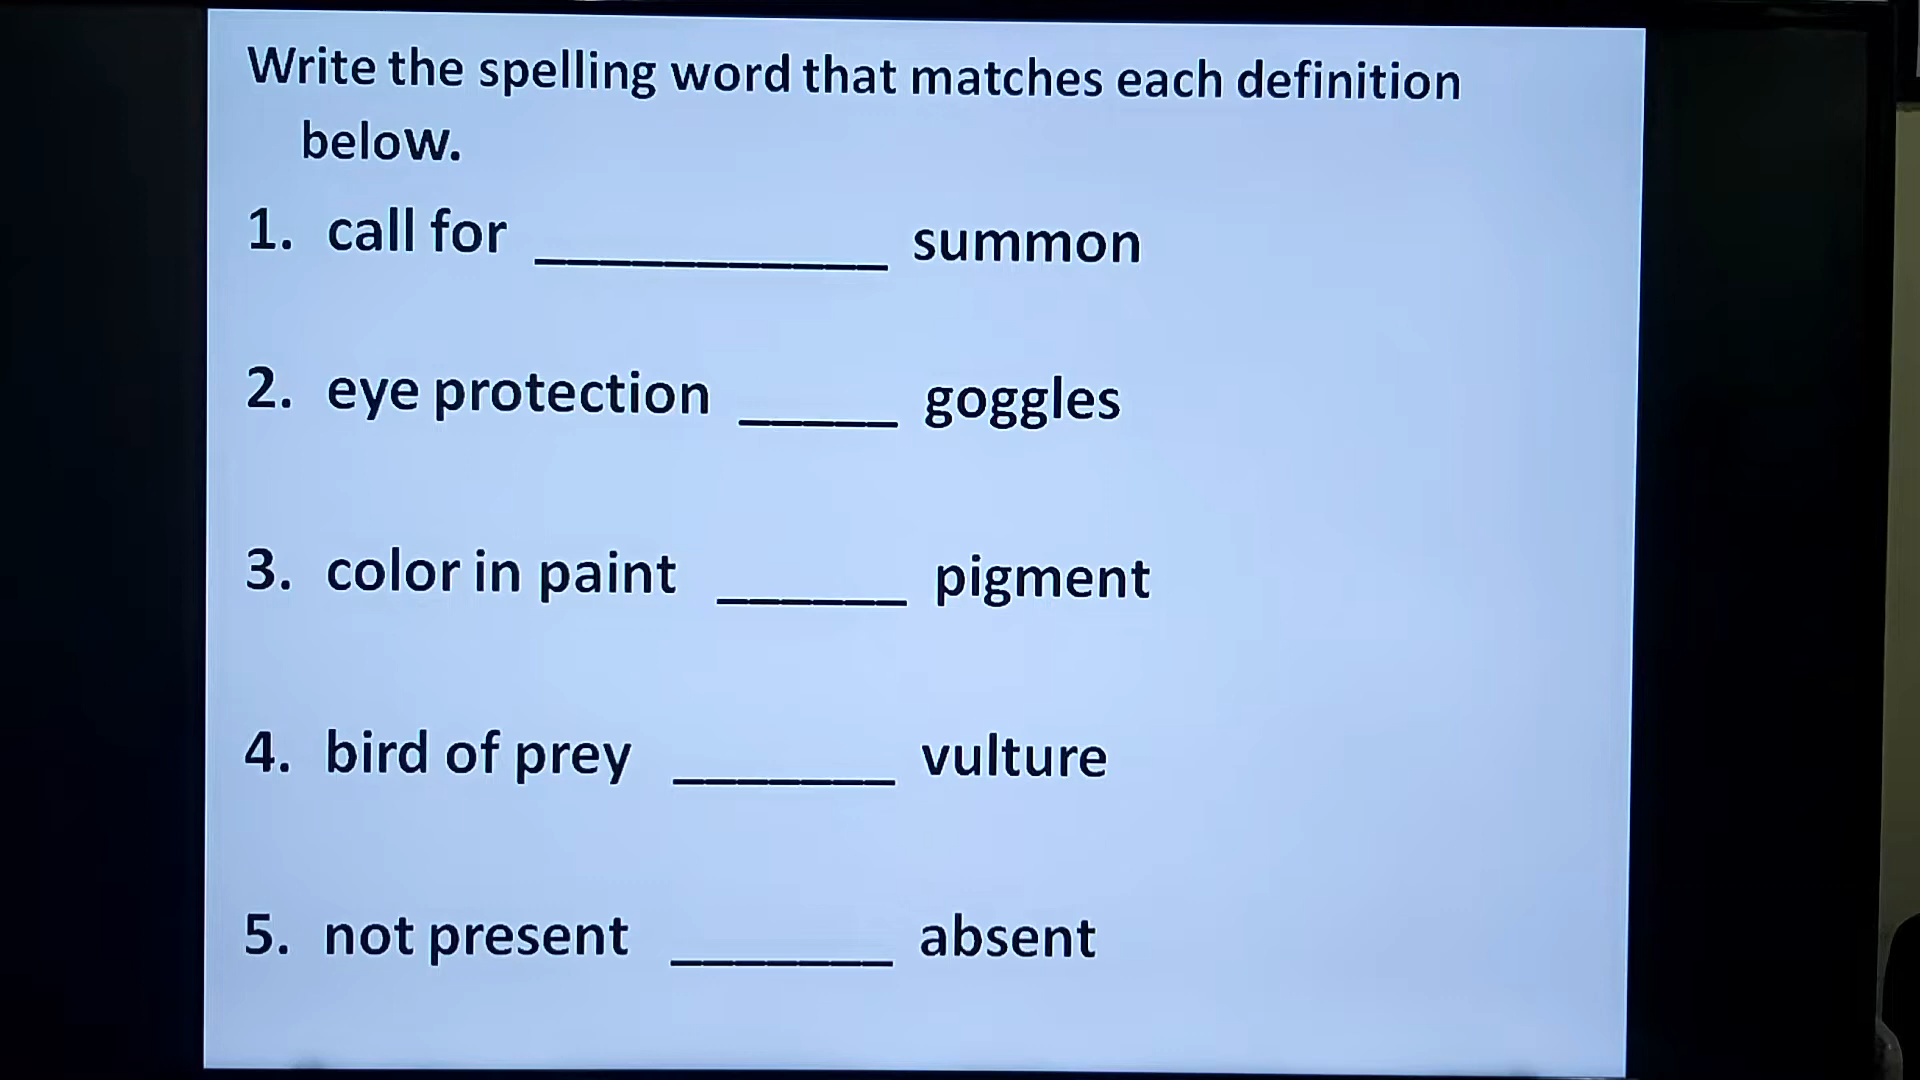 Write the spelling word that matches each definition
below.
1. call for ___________ summon
2. eye protection _____ goggles
3. color in paint ______ pigment
4. bird of prey _______ vulture
5. not present _______ absent